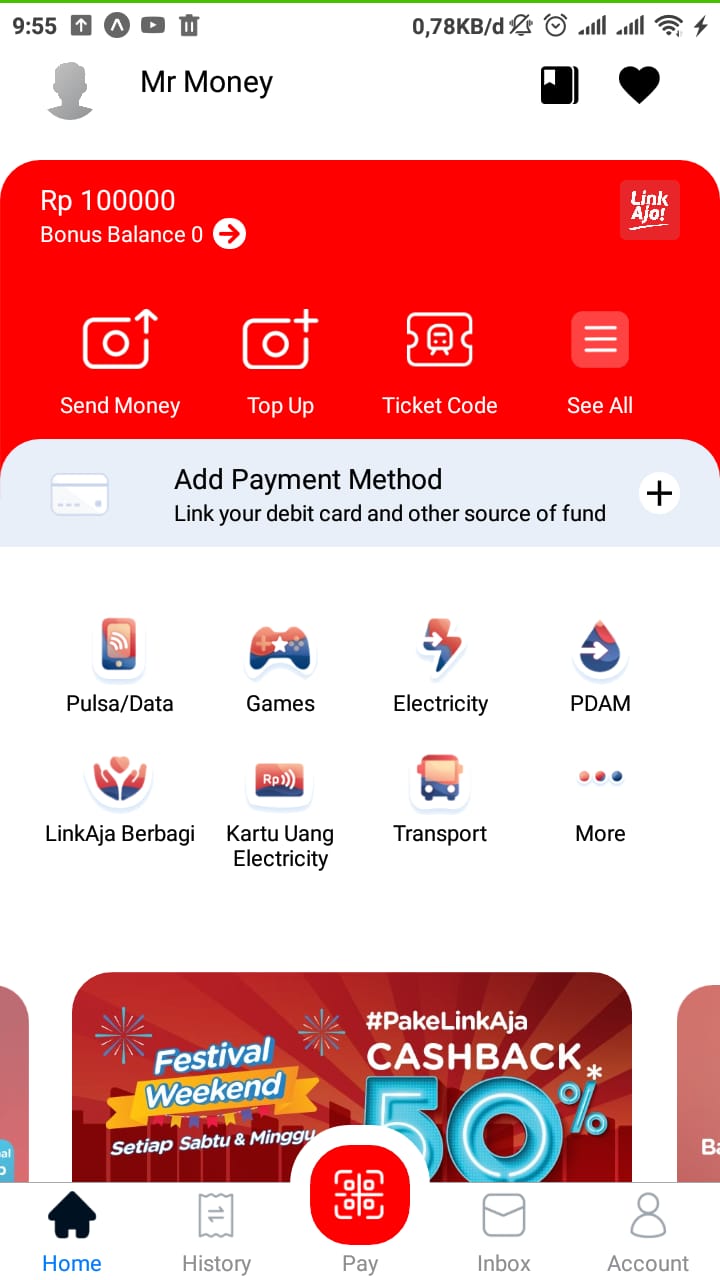 9:55
0,78KB/d
Mr Money
Rp 100000
Bonus Balance 0
Link
Aja!
Send Money
Top Up
Ticket Code
See All
Add Payment Method
Link your debit card and other source of fund
Pulsa/Data
Games
Electricity
PDAM
Rp
LinkAja Berbagi
Kartu Uang
Electricity
Transport
More
Festival
Weekend
Setiap Sabtu & Minggu
#PakeLinkAja
CASHBACK
50%*
Home
History
Pay
Inbox
Account